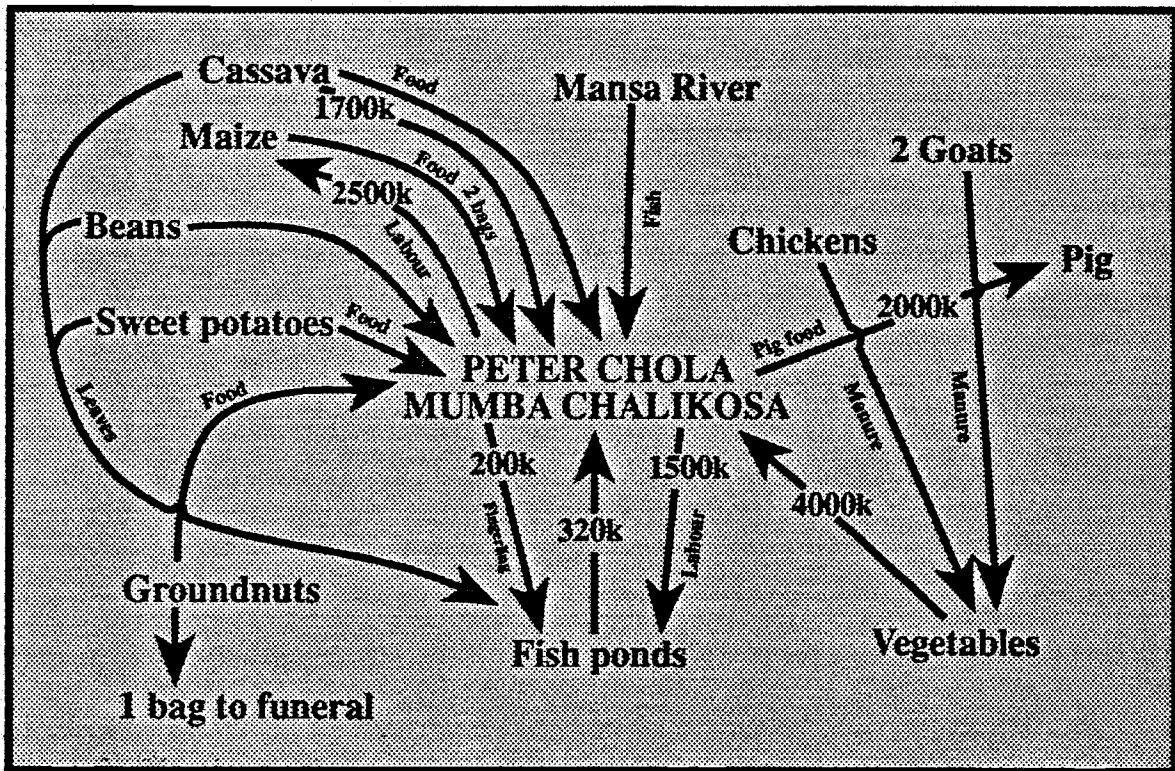 Cassava
Food
1700k
Mansa River
Maize
Food 2 bags
2500k
Labour
2 Goats
Fish
Beans
Chickens
Pig
2000k
Sweet potatoes
Food
Pig food
PETER CHOLA
MUMBA CHALIKOSA
Food
Leaves
Manure
Manure
200k
1500k
4000k
320k
Labour
Groundnuts
Fish ponds
Vegetables
1 bag to funeral